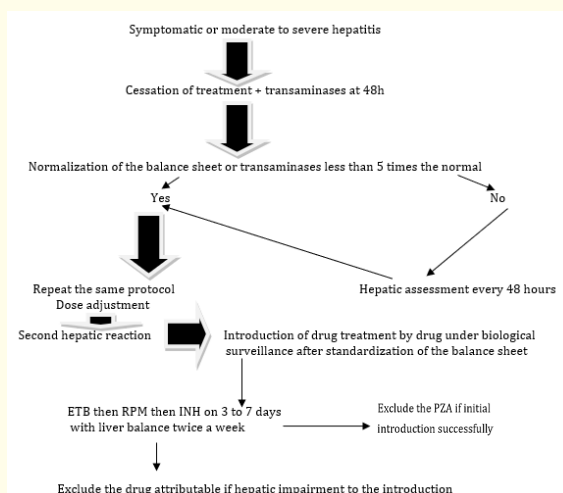 Symptomatic or moderate to severe hepatitis
Cessation of treatment + transaminases at 48h
Normalization of the balance sheet or transaminases less than 5 times the normal
Yes
No
Repeat the same protocol
Dose adjustment
Hepatic assessment every 48 hours
Second hepatic reaction
Introduction of drug treatment by drug under biological
surveillance after standardization of the balance sheet
ETB then RPM then INH on 3 to 7 days
with liver balance twice a week
Exclude the PZA if initial
introduction successfully
Exclude the drug attributable if hepatic impairment to the introduction